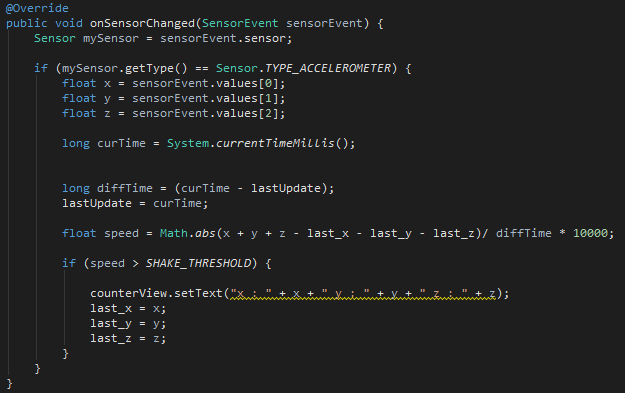 @Override
public void onSensorChanged(SensorEvent sensorEvent) {
    Sensor mySensor = sensorEvent.sensor;
    if (mySensor.getType() == Sensor.TYPE_ACCELEROMETER) {
        float x = sensorEvent.values[0];
        float y = sensorEvent.values[1];
        float z = sensorEvent.values[2];
        long curTime = System.currentTimeMillis();
        long diffTime = (curTime - lastUpdate);
        lastUpdate = curTime;
        float speed = Math.abs(x + y + z - last_x - last_y - last_z)/ diffTime * 10000;
        if (speed > SHAKE_THRESHOLD) {
            counterView.setText("x : " + x + " y : " + y + " z : " + z);
            last_x = x;
            last_y = y;
            last_z = z;
        }
    }
}